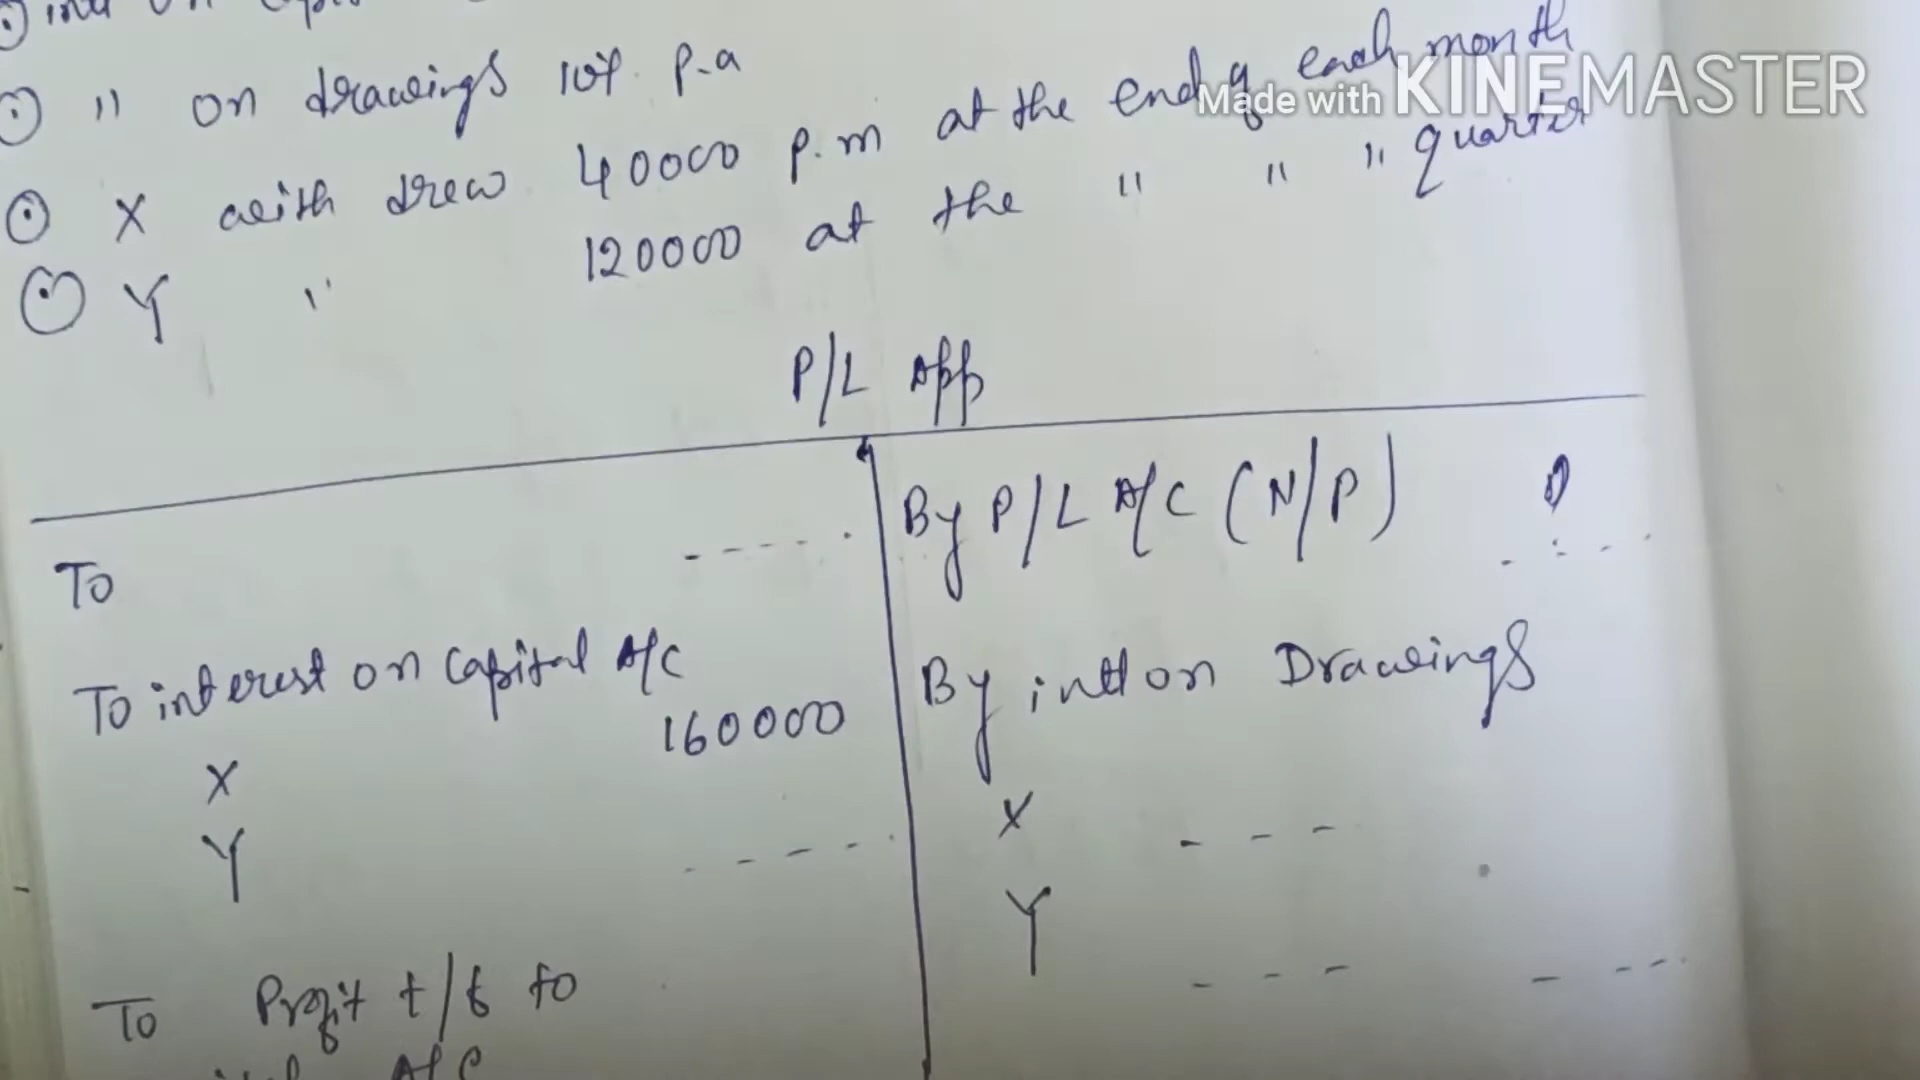 " on drawings 10% p.a
X with drew 40000 p.m at the end of each month
Y " 120000 at the " " " quarter
Made with KINEMASTER
P/L App
To
By P/L A/C (N/P)
To interest on Capital A/C
160000
By intt on Drawings
X
X
Y
Y
To Profit t/f to
A/C